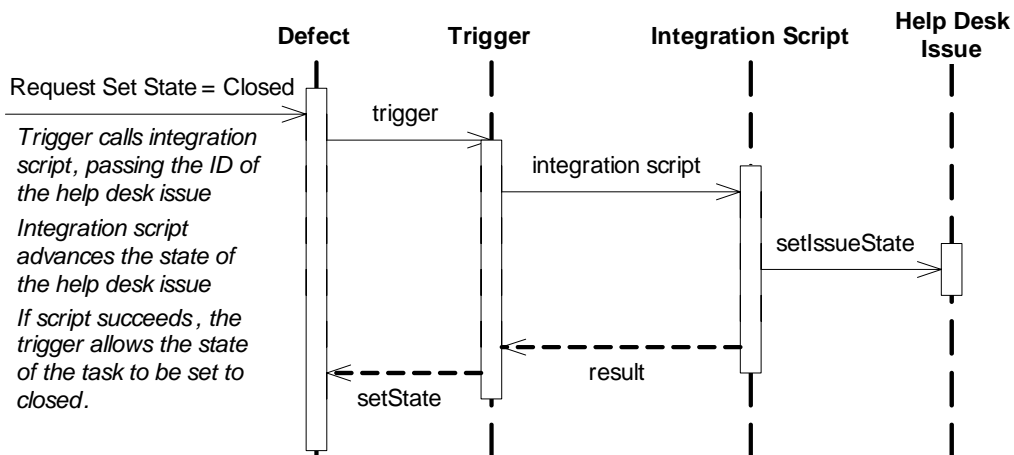 Defect
Trigger
Integration Script
Help Desk
Issue
Request Set State = Closed
trigger
Trigger calls integration
script, passing the ID of
the help desk issue
integration script
Integration script
advances the state of
the help desk issue
setIssueState
If script succeeds, the
trigger allows the state
of the task to be set to
closed.
result
setState